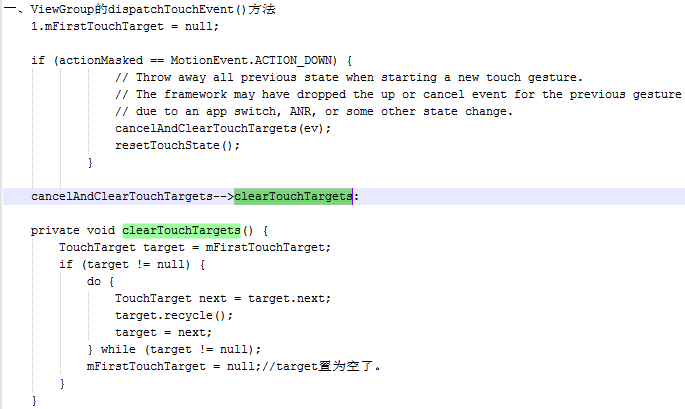 一、ViewGroup的dispatchTouchEvent()方法
1.mFirstTouchTarget = null;
if (actionMasked == MotionEvent.ACTION_DOWN) {
// Throw away all previous state when starting a new touch gesture.
// The framework may have dropped the up or cancel event for the previous gesture
// due to an app switch, ANR, or some other state change.
cancelAndClearTouchTargets(ev);
resetTouchState();
}
cancelAndClearTouchTargets-->clearTouchTargets:
private void clearTouchTargets() {
TouchTarget target = mFirstTouchTarget;
if (target != null) {
do {
TouchTarget next = target.next;
target.recycle();
target = next;
} while (target != null);
mFirstTouchTarget = null;//target置为空了。
}
}